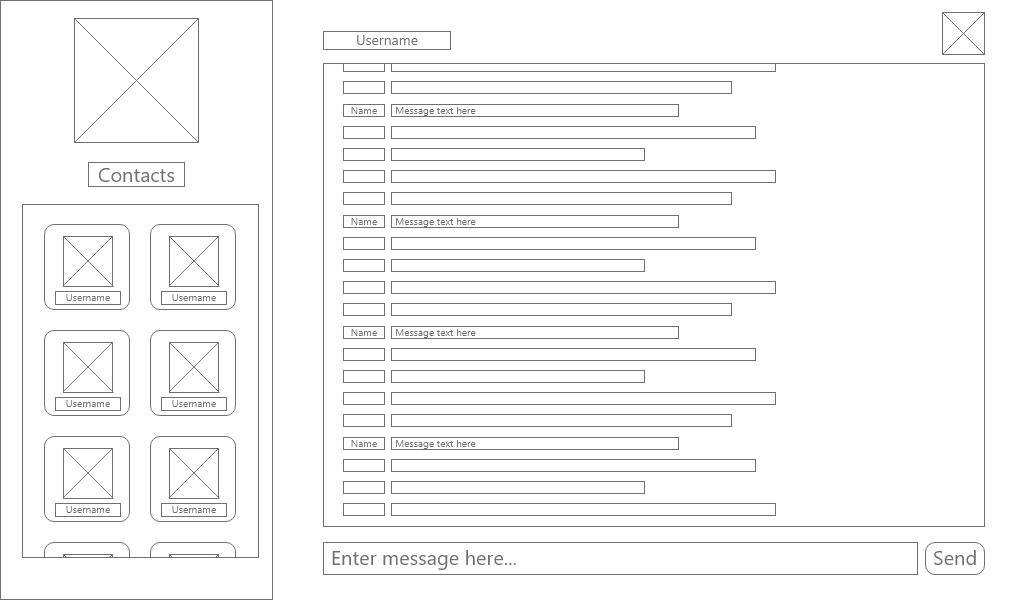 Contacts
Username
Username
Username
Username
Username
Username
Username
Name Message text here
Name Message text here
Name Message text here
Name Message text here
Enter message here...
Send